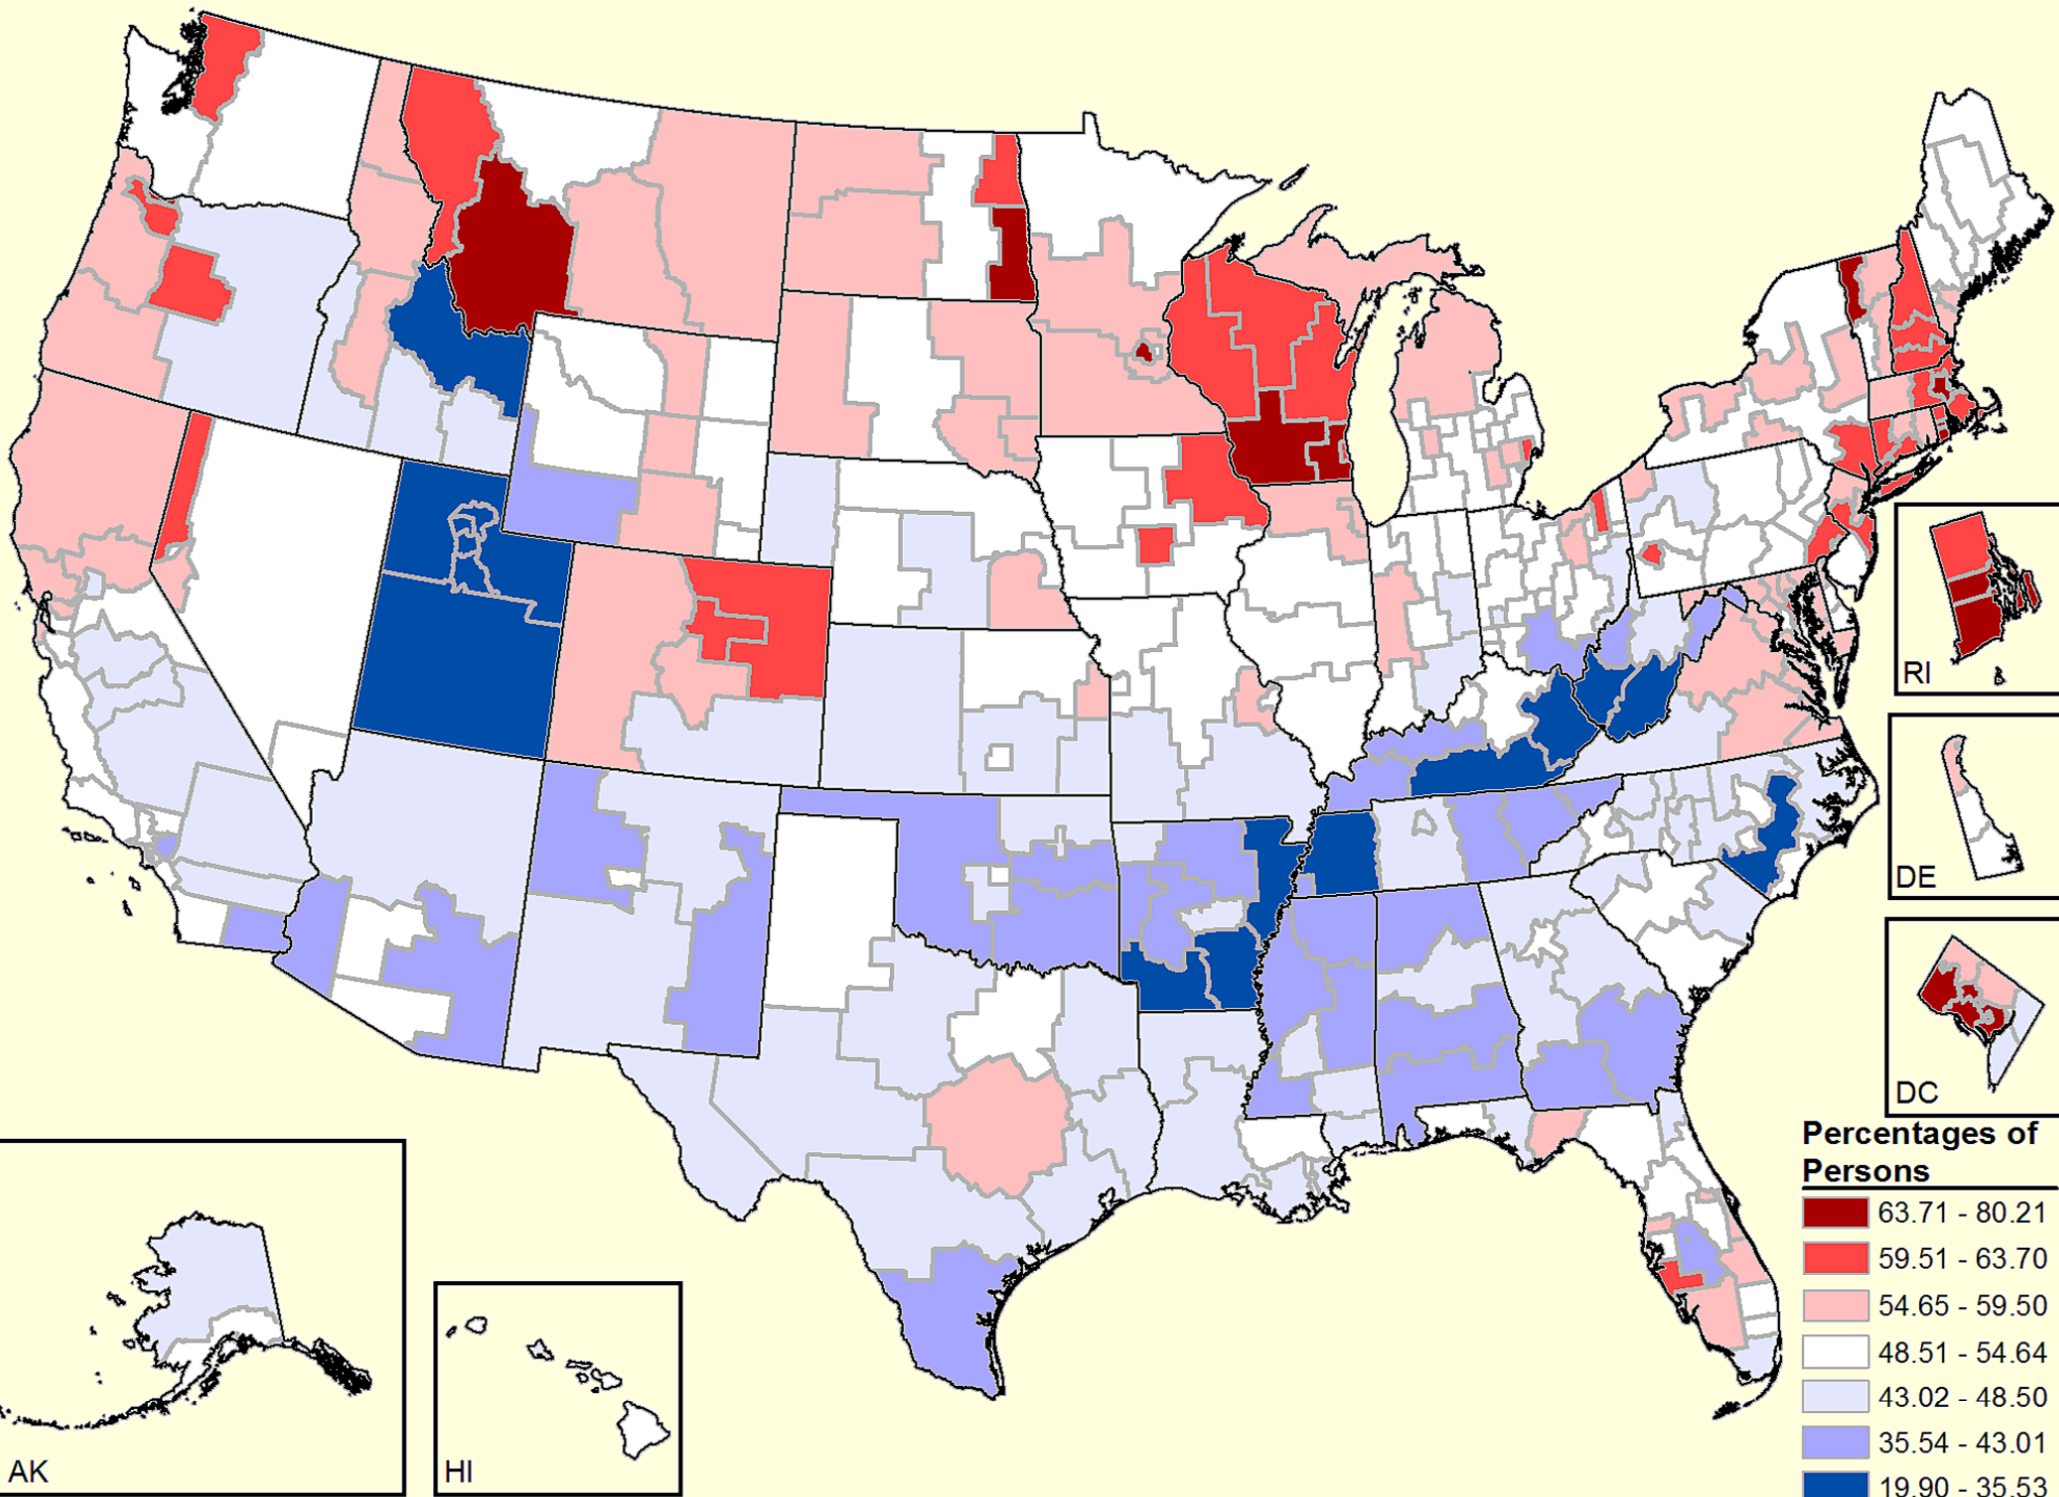 RI
DE
DC
AK
HI
Percentages of
Persons
63.71 - 80.21
59.51 - 63.70
54.65 - 59.50
48.51 - 54.64
43.02 - 48.50
35.54 - 43.01
19.90 - 35.53